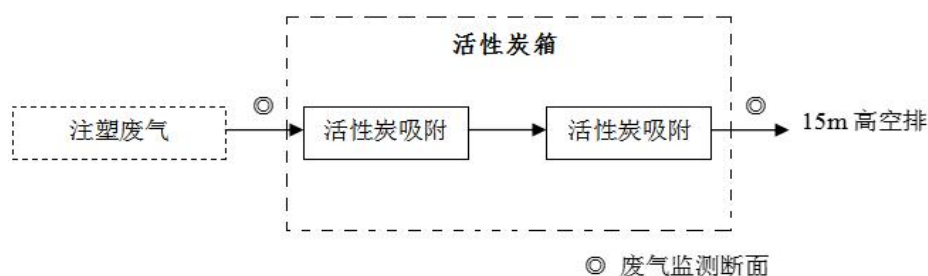 活性炭箱
◎
◎
注塑废气
活性炭吸附
活性炭吸附
15m 高空排
◎ 废气监测断面